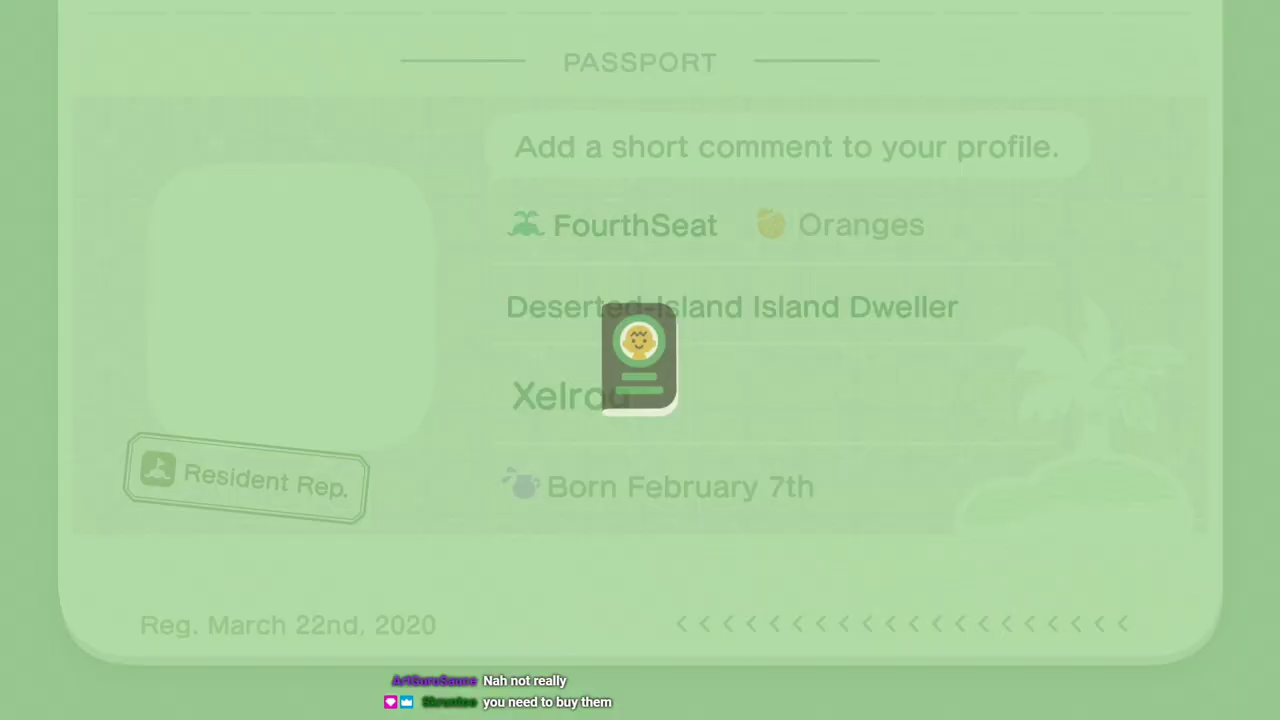 PASSPORT
Add a short comment to your profile.
FourthSeat Oranges
Deserted-Island Island Dweller
Resident Rep.
Born February 7th
Reg. March 22nd, 2020
<<<<<<<<<<<<<<<<<<<<
ArtGuruSauce Nah not really
you need to buy them